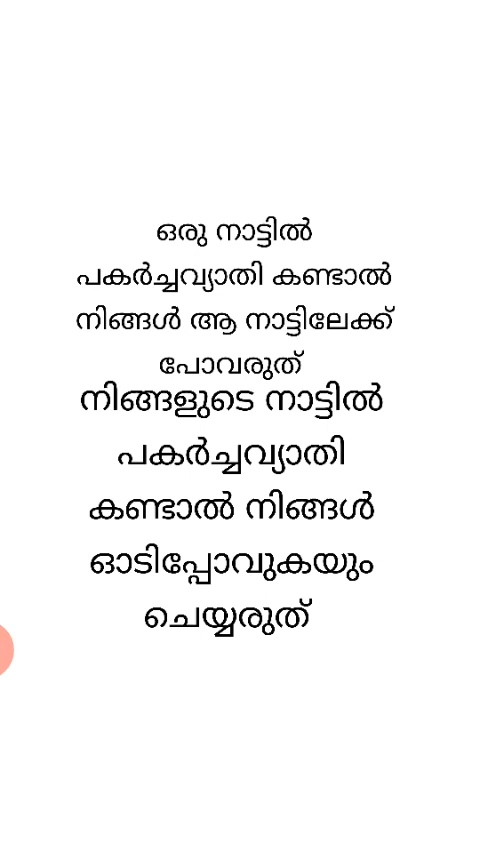 ഒരു നാട്ടിൽ
പകർച്ചവ്യാതി കണ്ടാൽ
നിങ്ങൾ ആ നാട്ടിലേക്ക്
പോവരുത്
നിങ്ങളുടെ നാട്ടിൽ
പകർച്ചവ്യാതി
കണ്ടാൽ നിങ്ങൾ
ഓടിപ്പോവുകയും
ചെയ്യരുത്